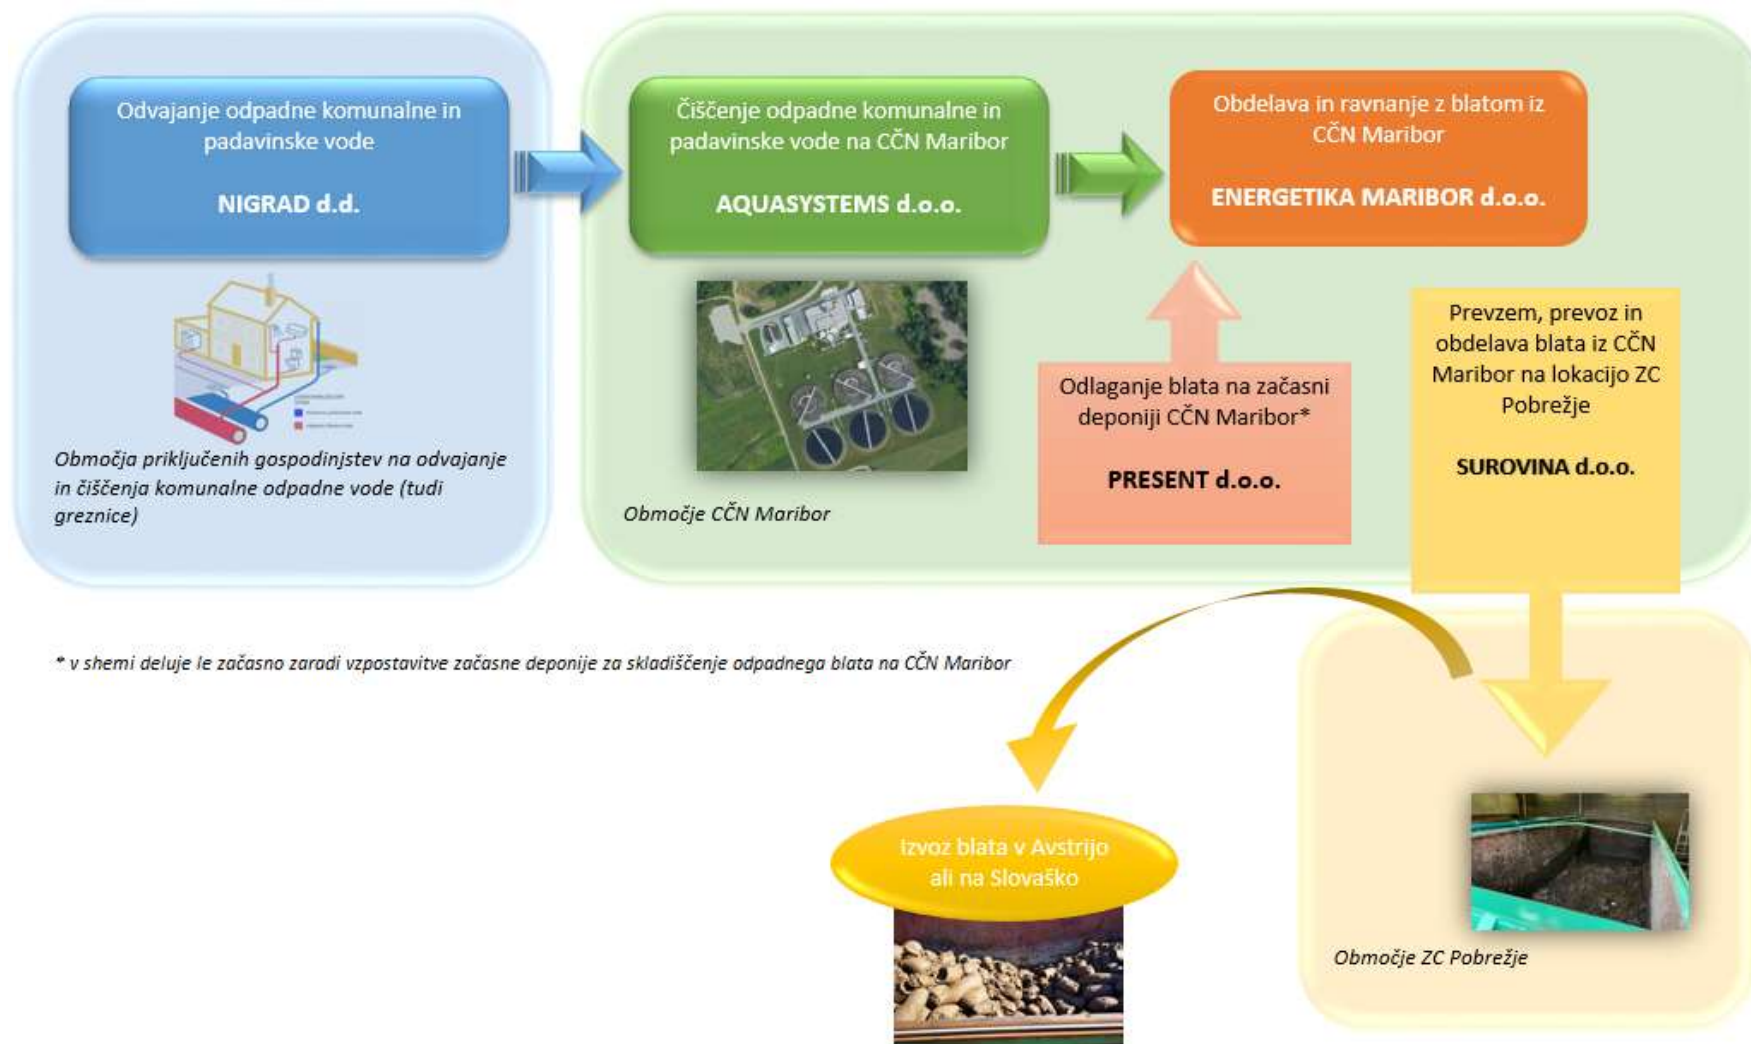 Odvajanje odpadne komunalne in
padavinske vode
NIGRAD d.d.
Čiščenje odpadne komunalne in
padavinske vode na CČN Maribor
AQUASYSTEMS d.o.o.
Obdelava in ravnanje z blatom iz
CČN Maribor
ENERGETIKA MARIBOR d.o.o.
Območja priključenih gospodinjstev na odvajanje
in čiščenja komunalne odpadne vode (tudi
greznice)
Območje CČN Maribor
Odlaganje blata na začasni
deponiji CČN Maribor*
PRESENT d.o.o.
Prevzem, prevoz in
obdelava blata iz CČN
Maribor na lokacijo ZC
Pobrežje
SUROVINA d.o.o.
* v shemi deluje le začasno zaradi vzpostavitve začasne deponije za skladiščenje odpadnega blata na CČN Maribor
Izvoz blata v Avstrijo
ali na Slovaško
Območje ZC Pobrežje